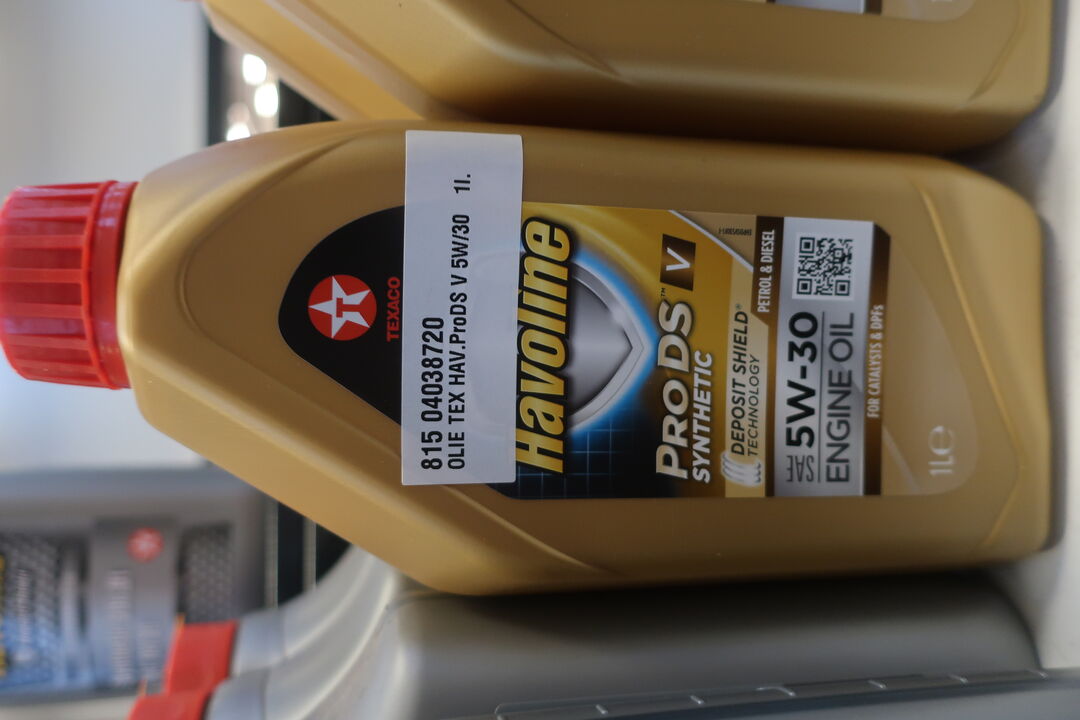 TEXACO
815 04038720
OLIE TEX HAV.ProDS V 5W/30 1l.
Havoline
PRO DS™ V
SYNTHETIC
DEPOSIT SHIELD®
TECHNOLOGY
PETROL & DIESEL
SAE 5W-30
ENGINE OIL
FOR CATALYSTS & DPFs
1L e